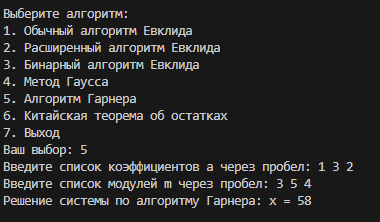 Выберите алгоритм:
1. Обычный алгоритм Евклида
2. Расширенный алгоритм Евклида
3. Бинарный алгоритм Евклида
4. Метод Гаусса
5. Алгоритм Гарнера
6. Китайская теорема об остатках
7. Выход
Ваш выбор: 5
Введите список коэффициентов a через пробел: 1 3 2
Введите список модулей m через пробел: 3 5 4
Решение системы по алгоритму Гарнера: x = 58